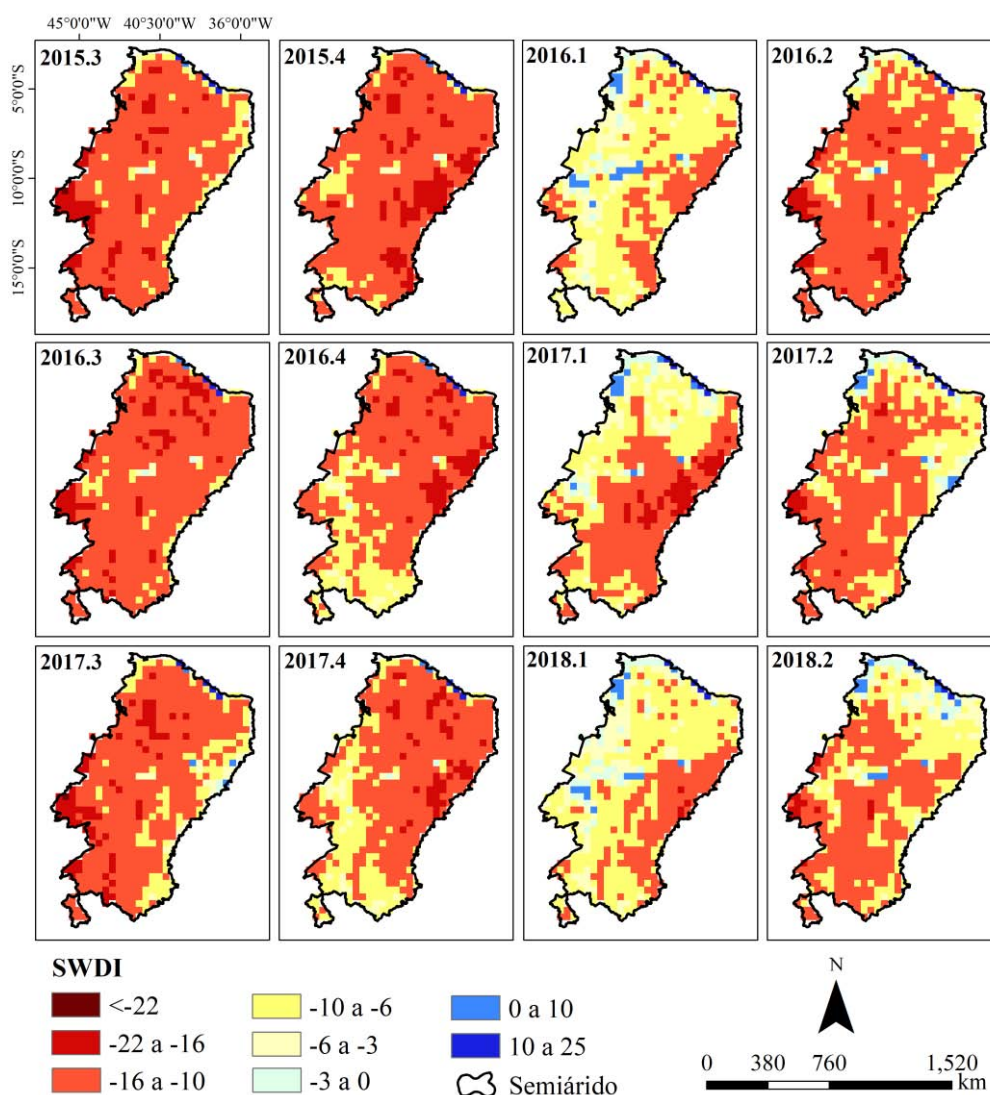 45°0'0"W 40°30'0"W 36°0'0"W
2015.3 2015.4 2016.1 2016.2
5°0'0"S
10°0'0"S
15°0'0"S
2016.3 2016.4 2017.1 2017.2
2017.3 2017.4 2018.1 2018.2
SWDI
<-22 -10 a -6 0 a 10
-22 a -16 -6 a -3 10 a 25
-16 a -10 -3 a 0 Semiárido
N
0 380 760 1,520
km